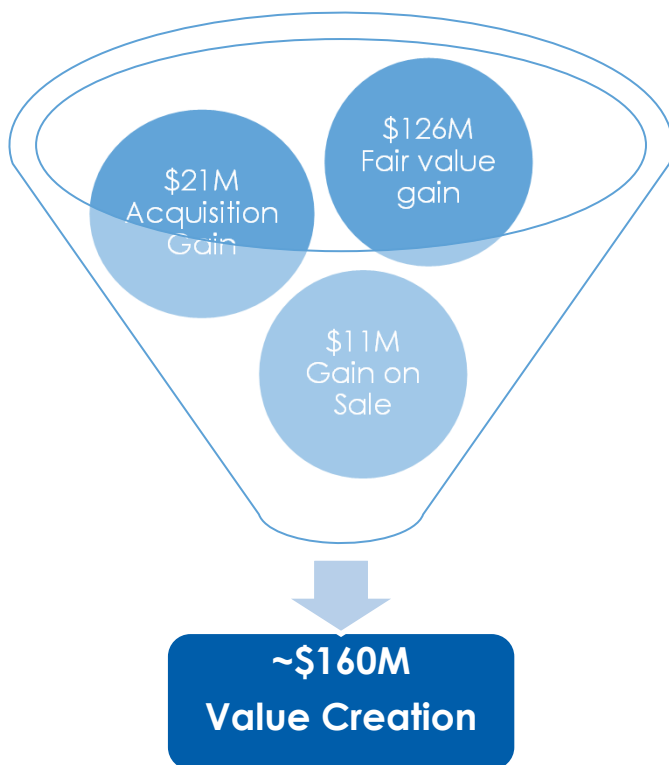 $21M
Acquisition
Gain
$126M
Fair value
gain
$11M
Gain on
Sale
~$160M
Value Creation